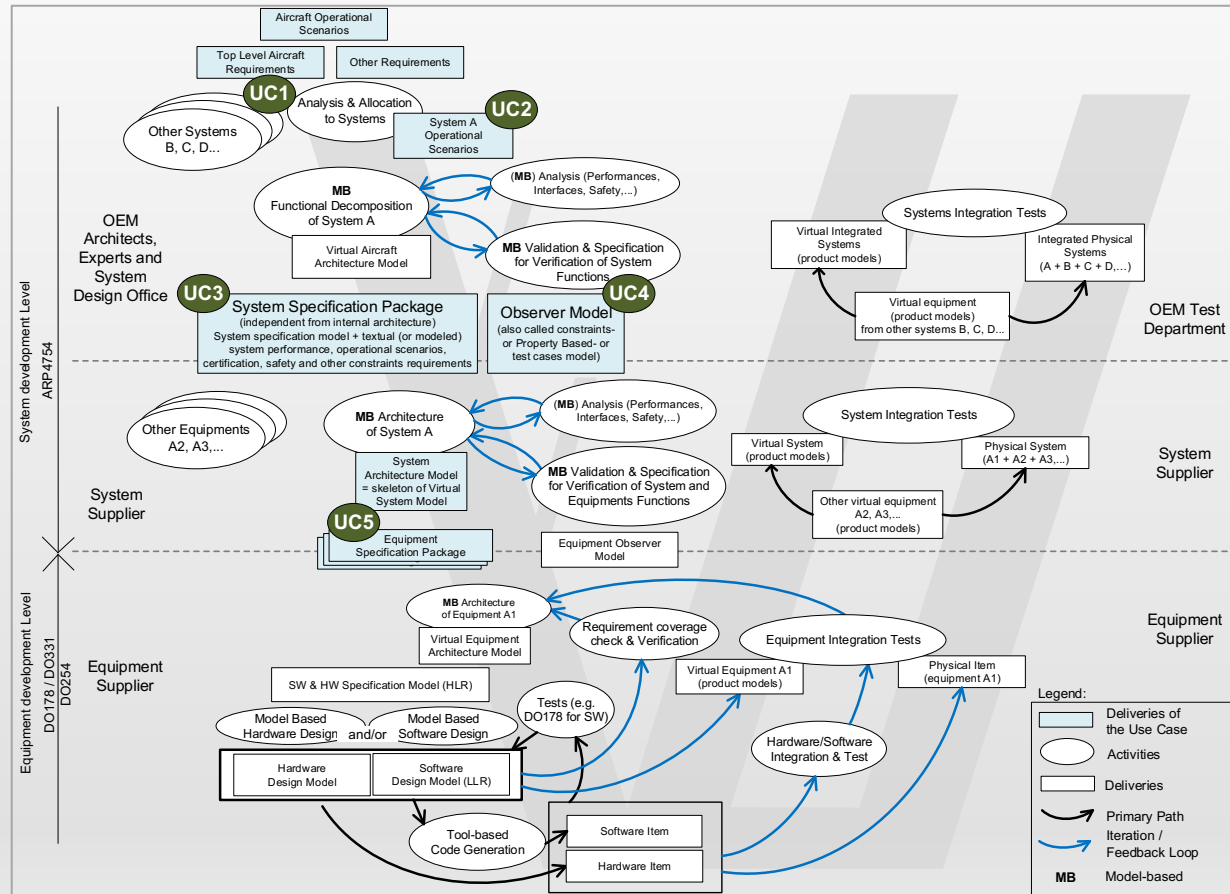 Aircraft Operational
Scenarios
Top Level Aircraft
Requirements
Other Requirements
UC1
Analysis & Allocation
to Systems
UC2
System A
Operational
Scenarios
Other Systems
B, C, D...
MB
Functional Decomposition
of System A
(MB) Analysis (Performances,
Interfaces, Safety,...)
Virtual Aircraft
Architecture Model
MB Validation & Specification
for Verification of System
Functions
OEM
Architects,
Experts and
System
Design Office
Systems Integration Tests
Virtual Integrated
Systems
(product models)
Integrated Physical
Systems
(A + B + C + D,...)
Virtual equipment
(product models)
from other systems B, C, D...
OEM Test
Department
UC3
System Specification Package
(independent from internal architecture)
System specification model + textual (or modeled)
system performance, operational scenarios,
certification, safety and other constraints requirements
UC4
Observer Model
(also called constraints-
or Property Based- or
test cases model)
System development Level
ARP4754
Other Equipments
A2, A3,...
MB Architecture
of System A
(MB) Analysis (Performances,
Interfaces, Safety,...)
System
Architecture Model
= skeleton of Virtual
System Model
MB Validation & Specification
for Verification of System and
Equipments Functions
System
Supplier
UC5
Equipment
Specification Package
Equipment Observer
Model
System Integration Tests
Virtual System
(product models)
Physical System
(A1 + A2 + A3,...)
Other virtual equipment
A2, A3,...
(product models)
System
Supplier
Equipment development Level
DO178 / DO331
DO254
Equipment
Supplier
MB Architecture
of Equipment A1
Virtual Equipment
Architecture Model
Requirement coverage
check & Verification
Equipment Integration Tests
Virtual Equipment A1
(product models)
Physical Item
(equipment A1)
Equipment
Supplier
SW & HW Specification Model (HLR)
Model Based
Hardware Design
and/or
Model Based
Software Design
Tests (e.g.
DO178 for SW)
Hardware
Design Model
Software
Design Model (LLR)
Hardware/Software
Integration & Test
Tool-based
Code Generation
Software Item
Hardware Item
Legend:
Deliveries of
the Use Case
Activities
Deliveries
Primary Path
Iteration /
Feedback Loop
MB
Model-based